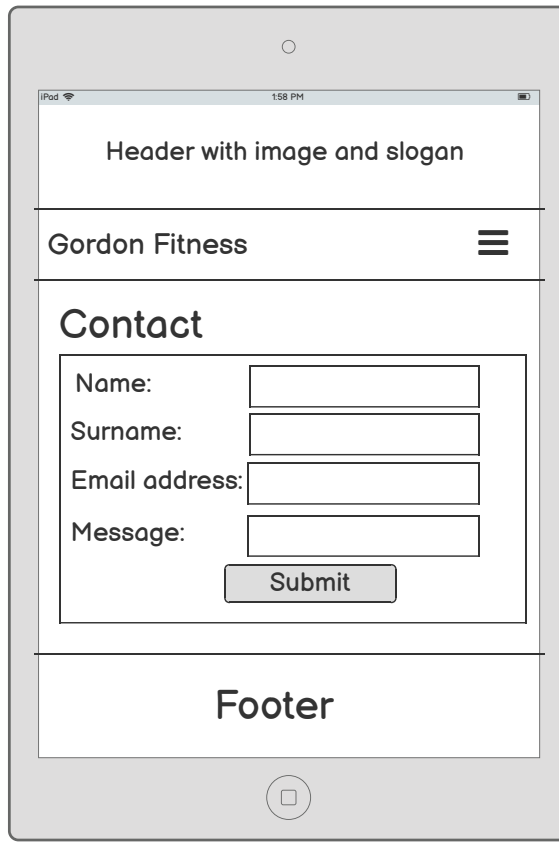 iPad 1:58 PM
Header with image and slogan
Gordon Fitness
Contact
Name:
Surname:
Email address:
Message:
Submit
Footer